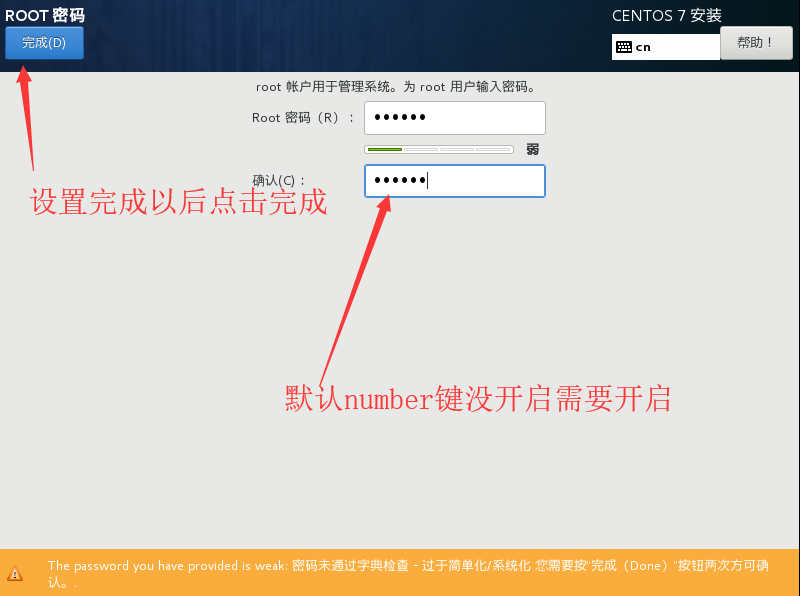 ROOT 密码
CENTOS 7 安装
完成(D)
cn
帮助！
root 帐户用于管理系统。为 root 用户输入密码。
Root 密码（R）：
弱
确认(C)：
设置完成以后点击完成
默认number键没开启需要开启
The password you have provided is weak: 密码未通过字典检查 - 过于简单化/系统化 您需要按"完成（Done）"按钮两次方可确
认。.